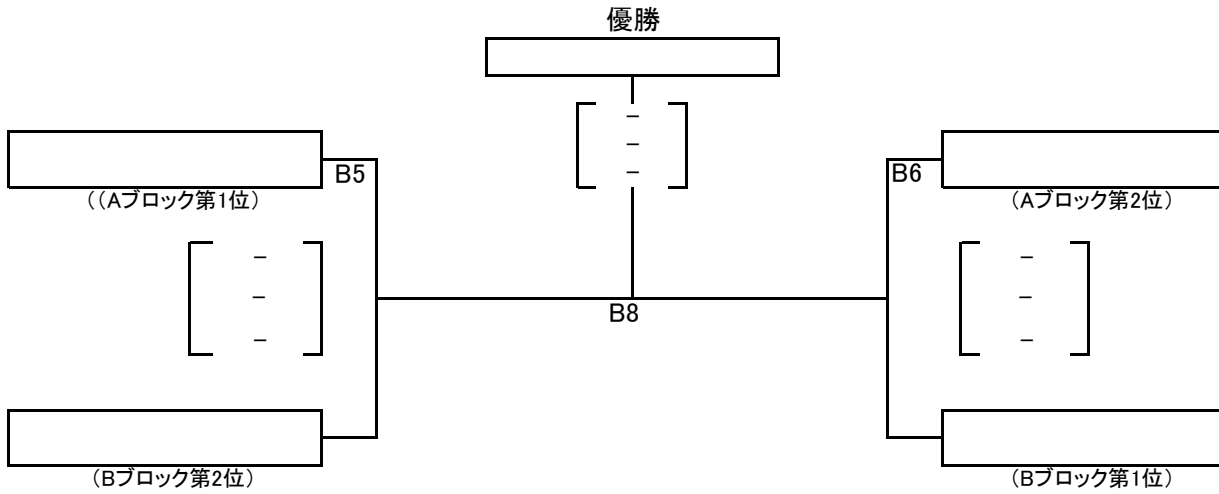 優勝
-
-
-
B5
B6
((Aブロック第1位)
(Aブロック第2位)
-
-
-
-
-
-
B8
(Bブロック第2位)
(Bブロック第1位)